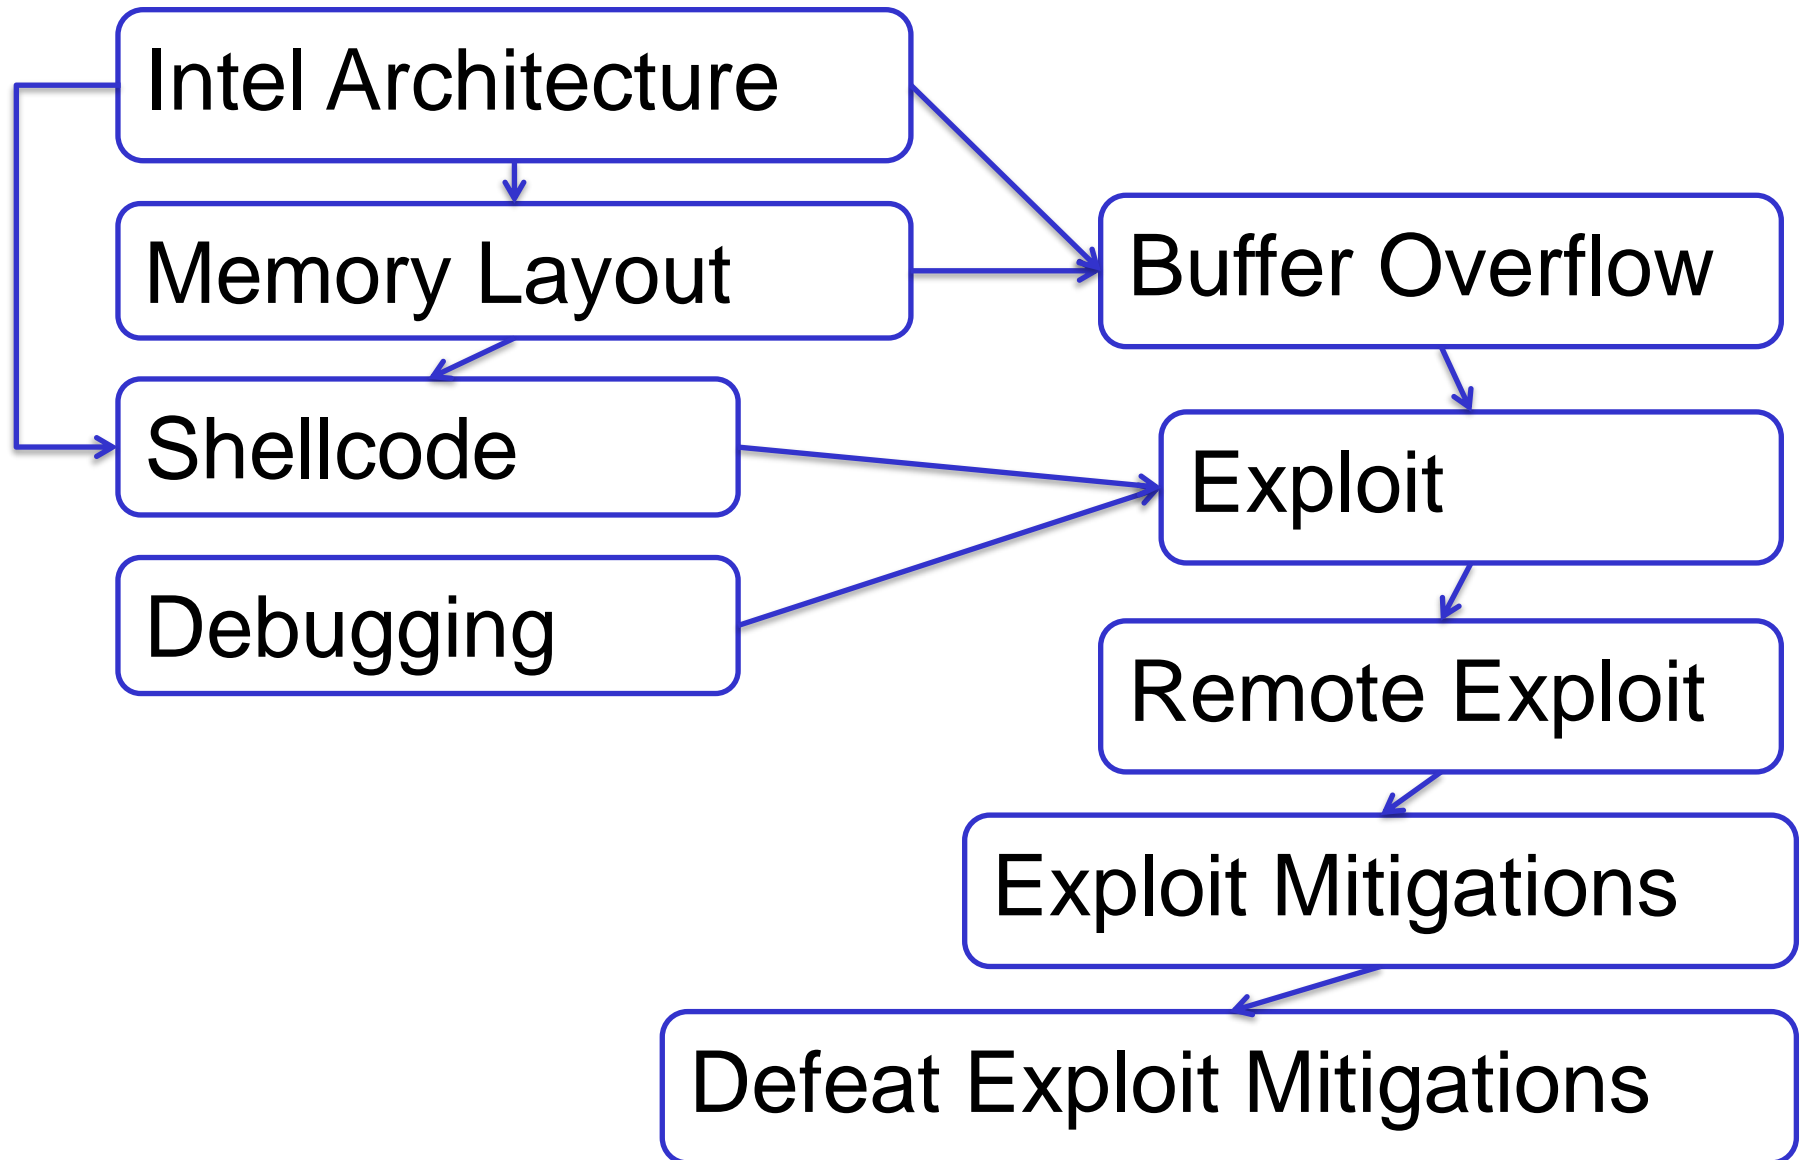 Intel Architecture
Memory Layout
Buffer Overflow
Shellcode
Exploit
Debugging
Remote Exploit
Exploit Mitigations
Defeat Exploit Mitigations